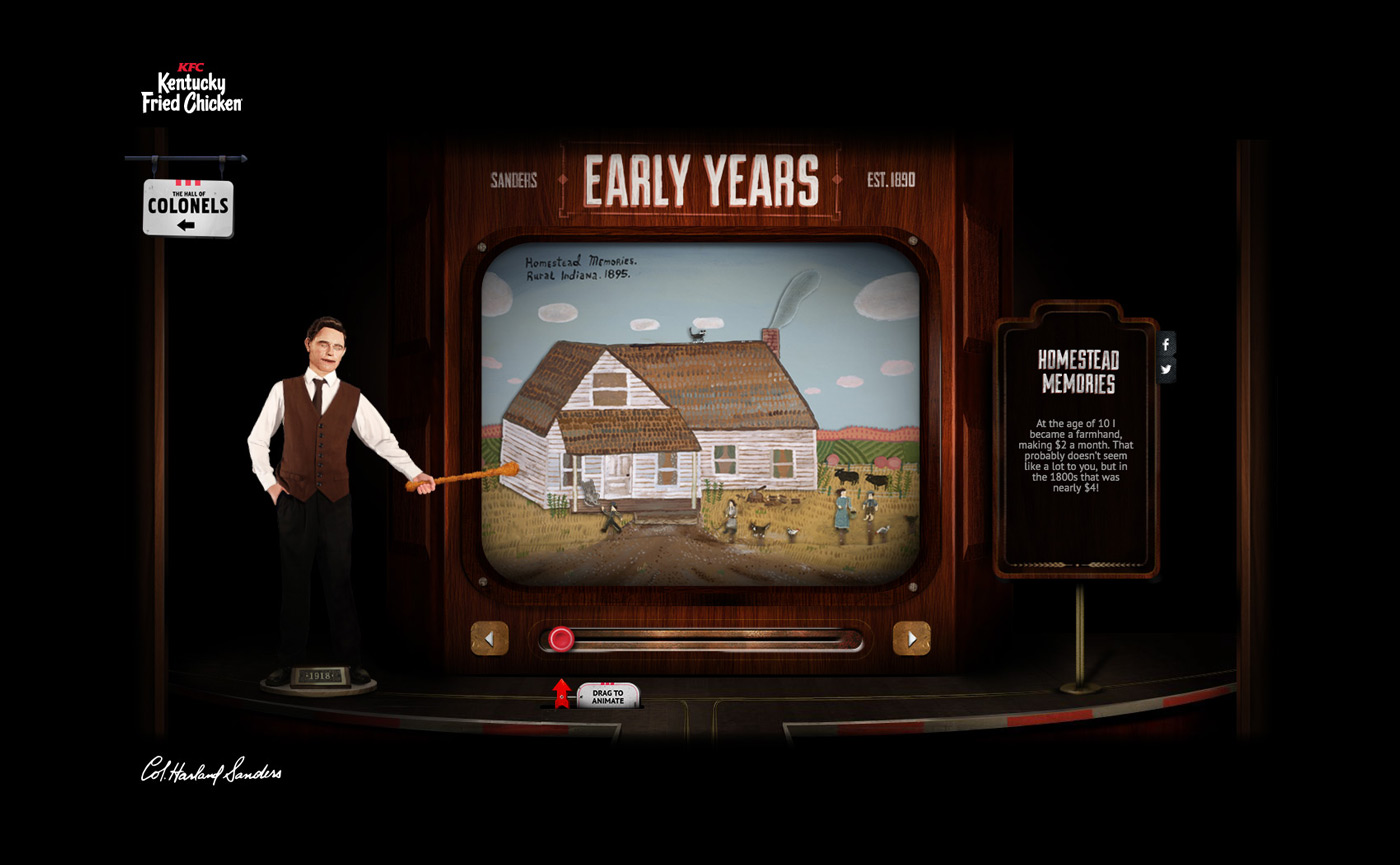 KFC
Kentucky
Fried Chicken
THE HALL OF
COLONELS
SANDERS
EARLY YEARS
EST. 1890
Homestead Memories.
Rural Indiana. 1895.
HOMESTEAD
MEMORIES
At the age of 10 I
became a farmhand,
making $2 a month. That
probably doesn't seem
like a lot to you, but in
the 1800s that was
nearly $4!
f
·1918·
DRAG TO
ANIMATE
Col. Harland Sanders